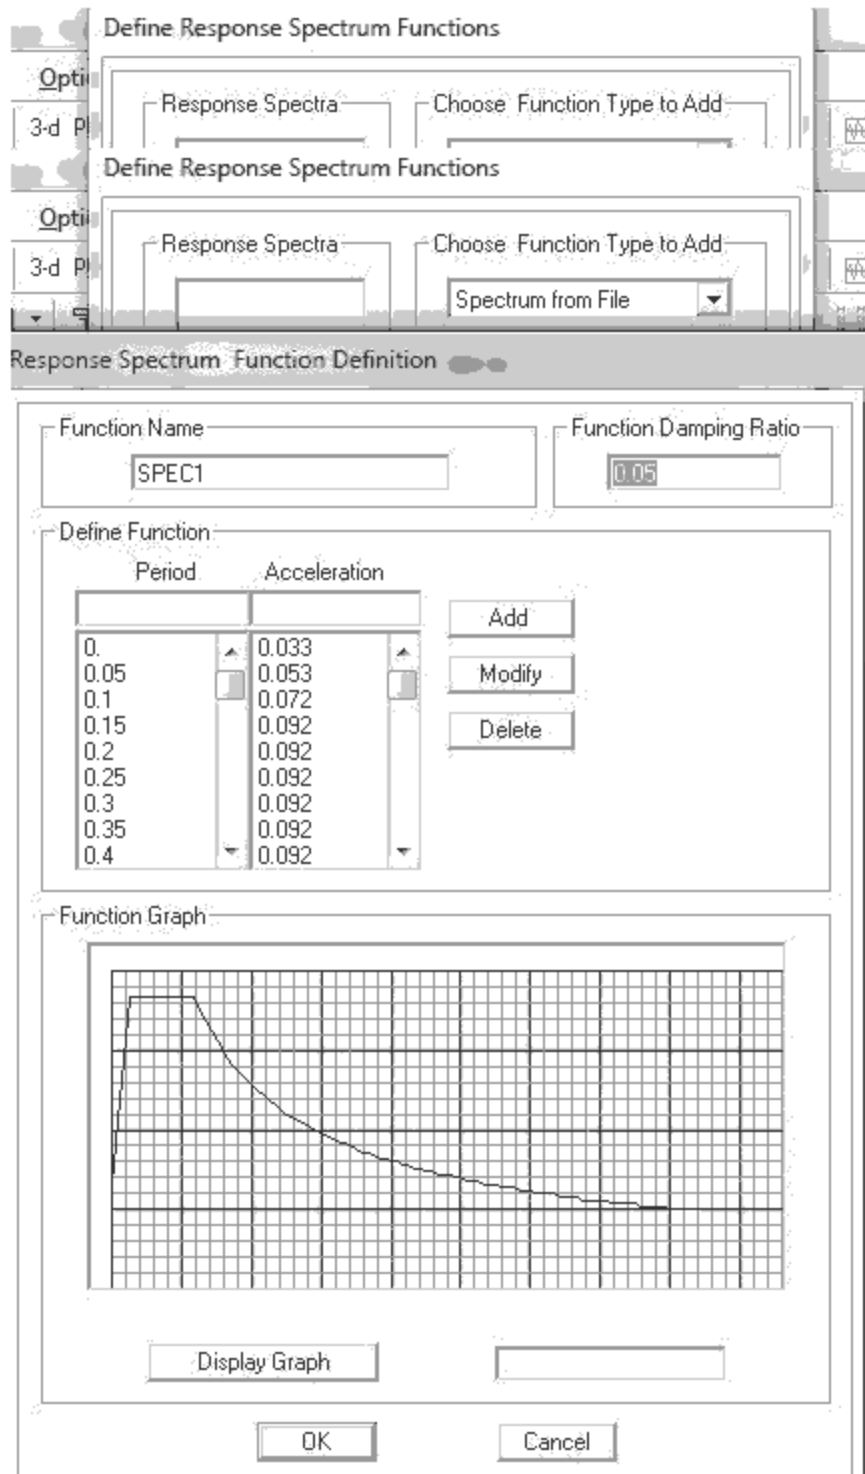 Define Response Spectrum Functions
Opti
Response Spectra Choose Function Type to Add
3-d Pl
Define Response Spectrum Functions
Opti
Response Spectra Choose Function Type to Add
3-d Pl
Spectrum from File
Response Spectrum Function Definition
Function Name Function Damping Ratio
SPEC1 0.05
Define Function
Period Acceleration
Add
0. 0.033
0.05 0.053
Modify
0.1 0.072
0.15 0.092
Delete
0.2 0.092
0.25 0.092
0.3 0.092
0.35 0.092
0.4 0.092
Function Graph
Display Graph
OK Cancel